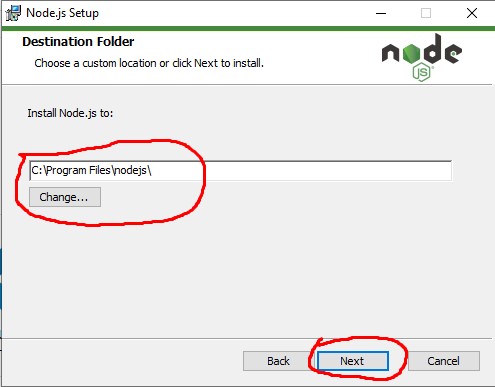 Node.js Setup
Destination Folder
Choose a custom location or click Next to install.
node
JS
Install Node.js to:
C:\Program Files\nodejs\
Change...
Back
Next
Cancel